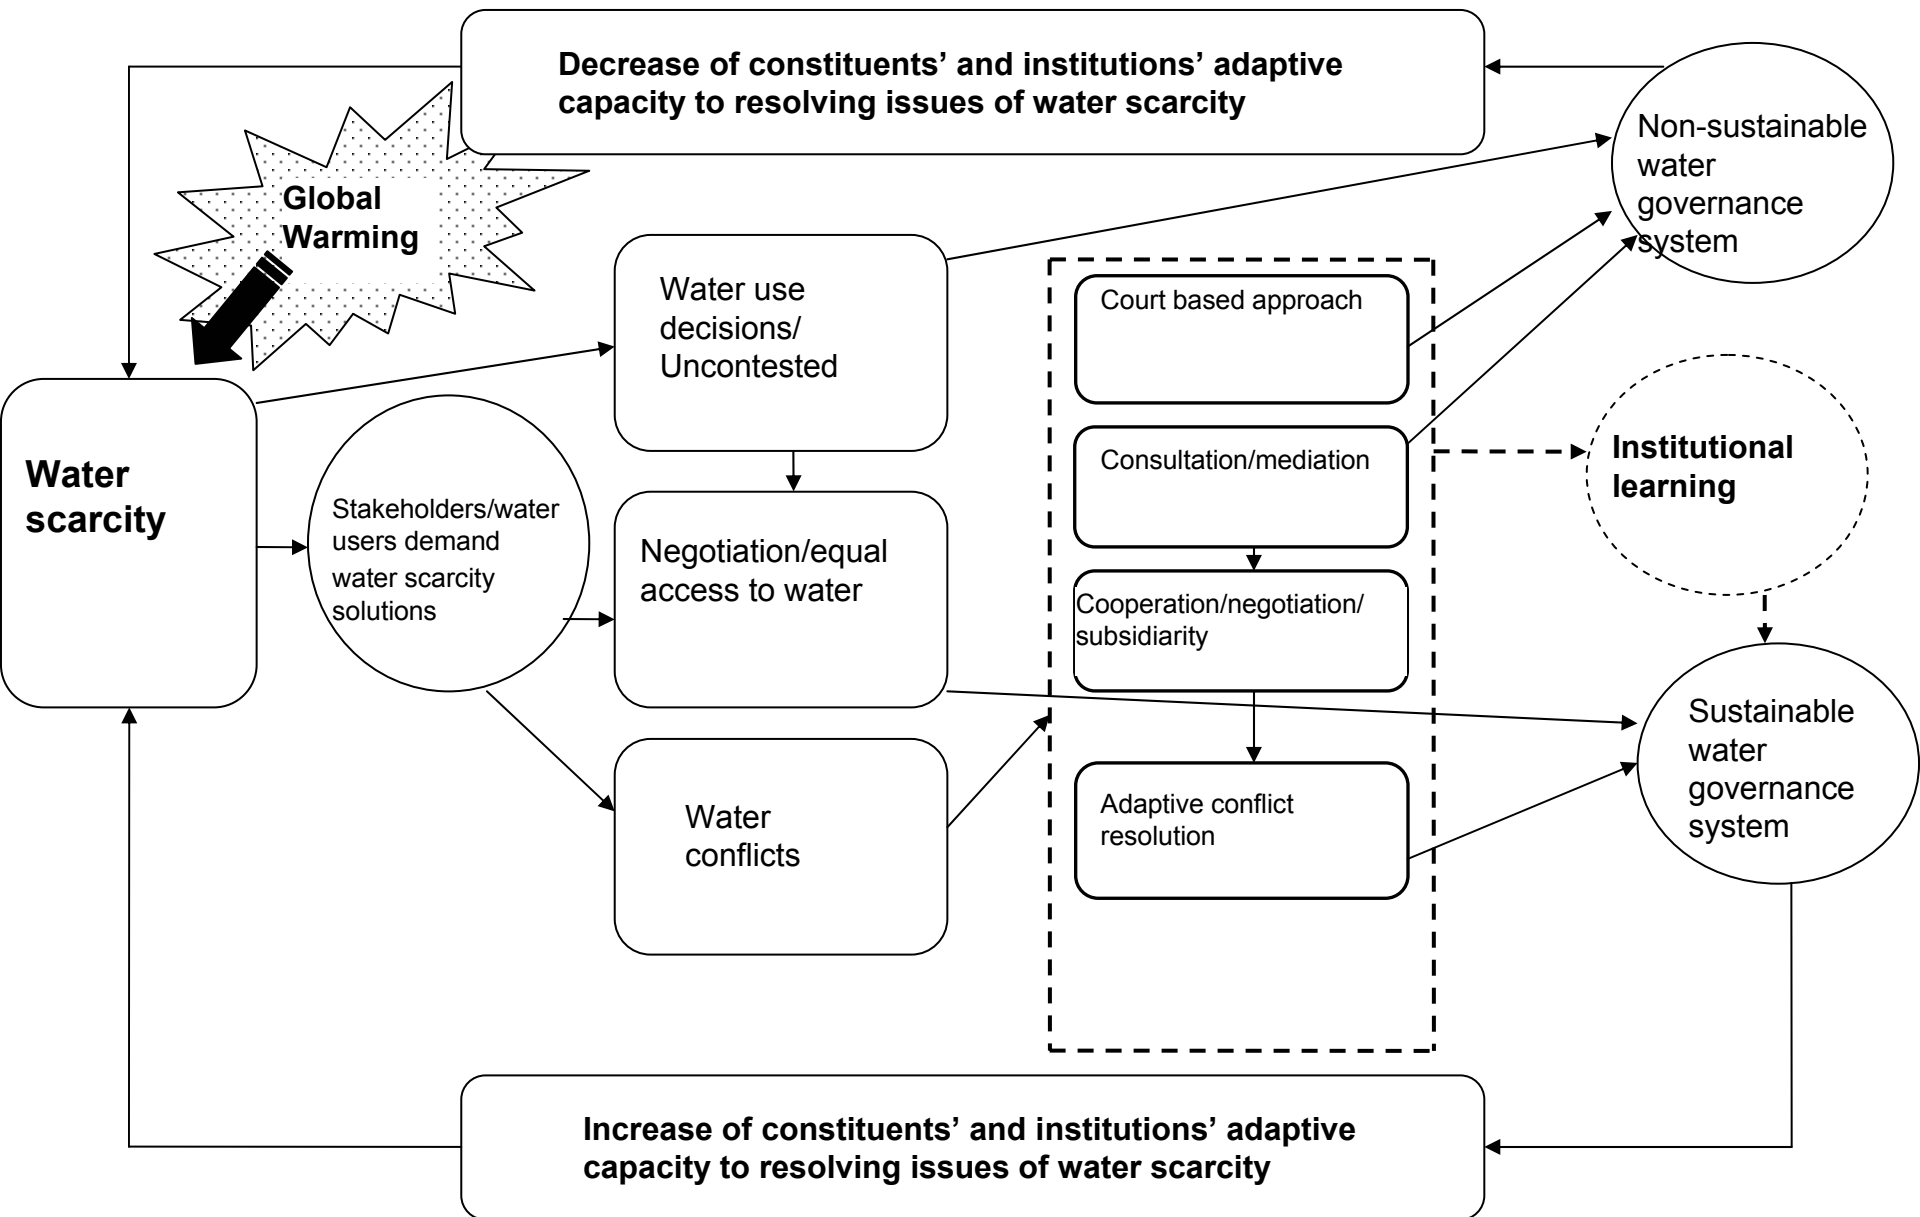 Decrease of constituents’ and institutions’ adaptive
capacity to resolving issues of water scarcity
Non-sustainable
water
governance
system
Global
Warming
Water use
decisions/
Uncontested
Court based approach
Water
scarcity
Stakeholders/water
users demand
water scarcity
solutions
Negotiation/equal
access to water
Consultation/mediation
Institutional
learning
Cooperation/negotiation/
subsidiarity
Water
conflicts
Adaptive conflict
resolution
Sustainable
water
governance
system
Increase of constituents’ and institutions’ adaptive
capacity to resolving issues of water scarcity